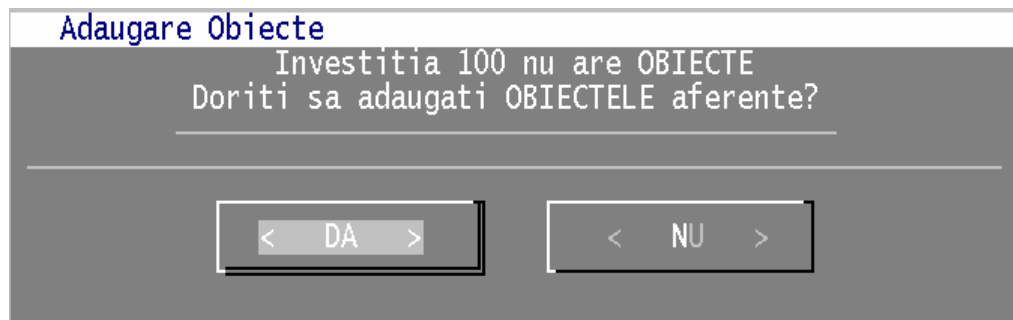 Adaugare Obiecte
Investitia 100 nu are OBIECTE
Doriti sa adaugati OBIECTELE aferente?
< DA > < NU >